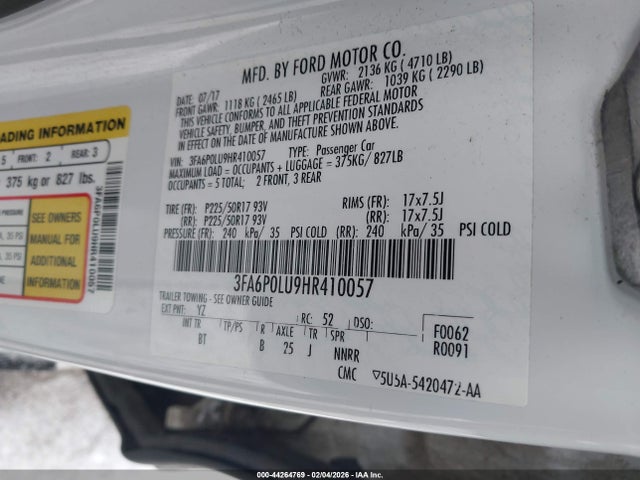 MFD. BY FORD MOTOR CO.
DATE: 07/17
GVWR: 2136 KG ( 4710 LB)
FRONT GAWR: 1118 KG ( 2465 LB)
REAR GAWR: 1039 KG ( 2290 LB)
THIS VEHICLE CONFORMS TO ALL APPLICABLE FEDERAL MOTOR
VEHICLE SAFETY, BUMPER, AND THEFT PREVENTION STANDARDS
IN EFFECT ON THE DATE OF MANUFACTURE SHOWN ABOVE.
VIN: 3FA6P0LU9HR410057 TYPE: Passenger Car
MAXIMUM LOAD = OCCUPANTS + LUGGAGE = 375KG/ 827LB
OCCUPANTS = 5 TOTAL; 2 FRONT, 3 REAR
TIRE (FR): P225/50R17 93V RIMS (FR): 17x7.5J
(RR): P225/50R17 93V (RR): 17x7.5J
PRESSURE (FR): 240 kPa/ 35 PSI COLD (RR): 240 kPa/ 35 PSI COLD
3FA6P0LU9HR410057
TRAILER TOWING - SEE OWNER GUIDE
EXT PNT: YZ RC: 52 DSO: F0062
INT TR TP/PS R AXLE TR SPR R0091
BT B 25 J NNRR
CMC 5U5A-5420472-AA
ADING INFORMATION
5 FRONT: 2 REAR: 3
375 kg or 827 lbs.
PRESSURE
35 PSI
35 PSI
SEE OWNERS
MANUAL FOR
ADDITIONAL
INFORMATION
3FA6P0LU9HR410057
000-44264769 | 02/04/2026 | IAA Inc.